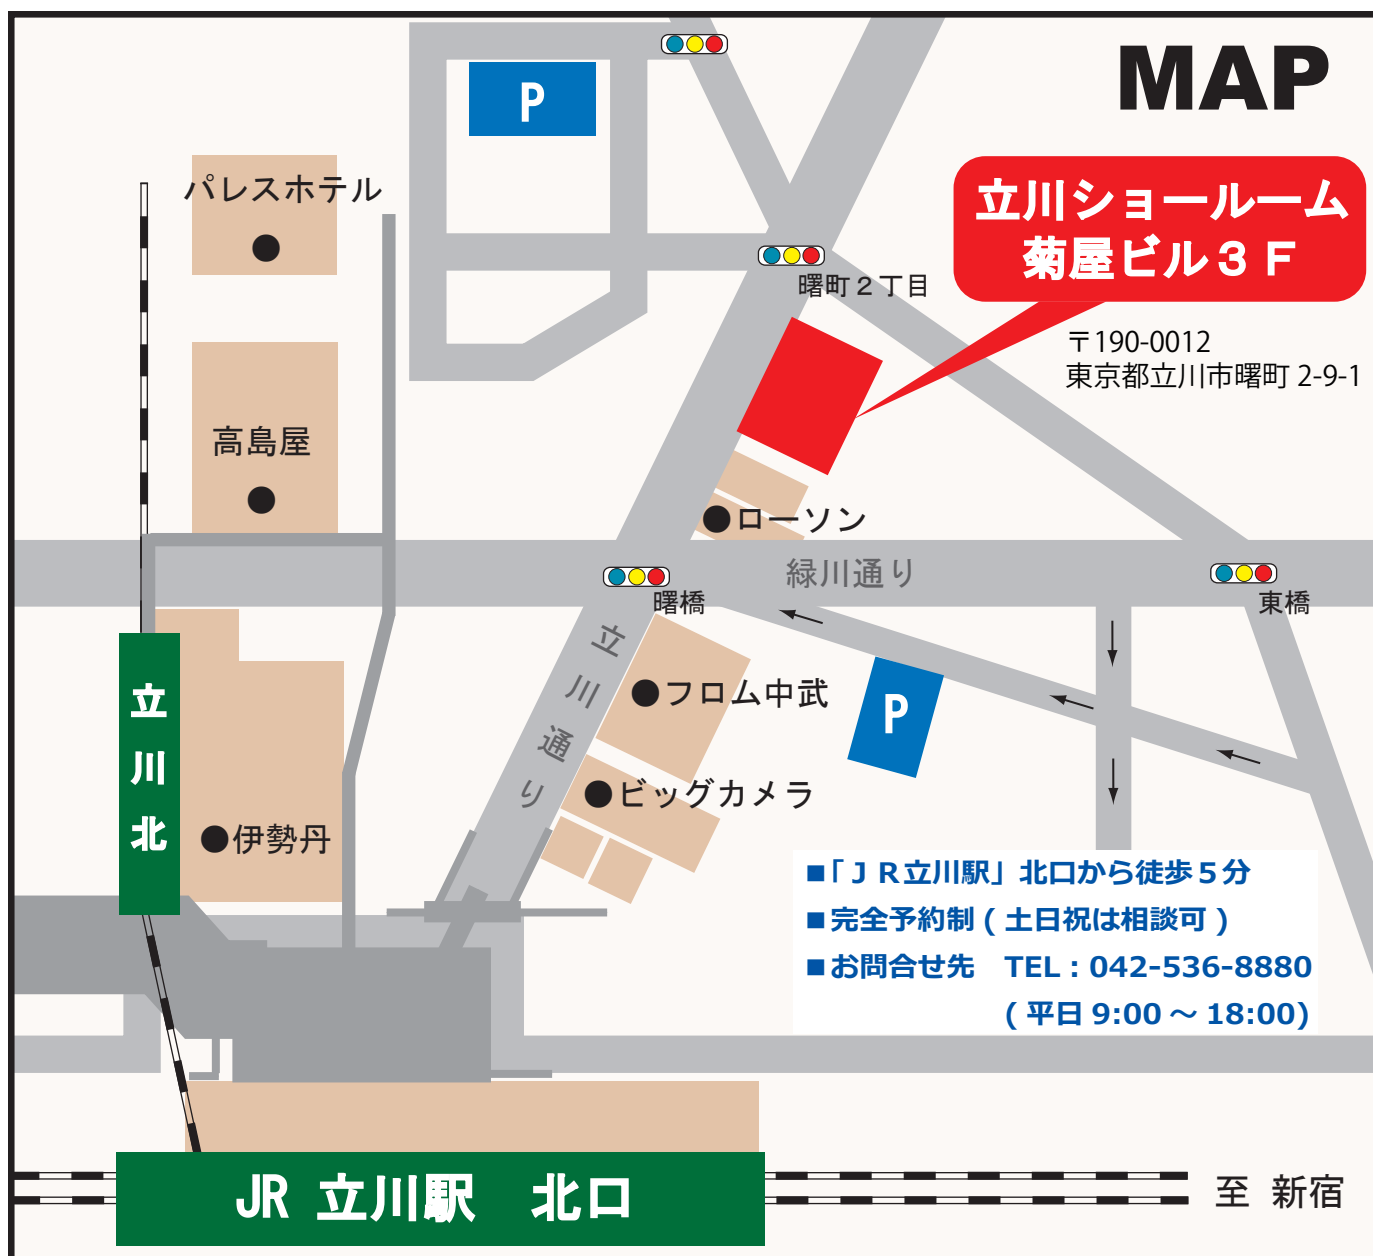 MAP
P
パレスホテル
立川ショールーム
菊屋ビル３Ｆ
曙町２丁目
〒190-0012
東京都立川市曙町 2-9-1
高島屋
ローソン
緑川通り
曙橋
東橋
立川通り
フロム中武
P
立川北
ビッグカメラ
伊勢丹
■「ＪＲ立川駅」北口から徒歩５分
■完全予約制 ( 土日祝は相談可 )
■お問合せ先　TEL : 042-536-8880
( 平日 9:00 ～ 18:00)
JR 立川駅　北口
至 新宿